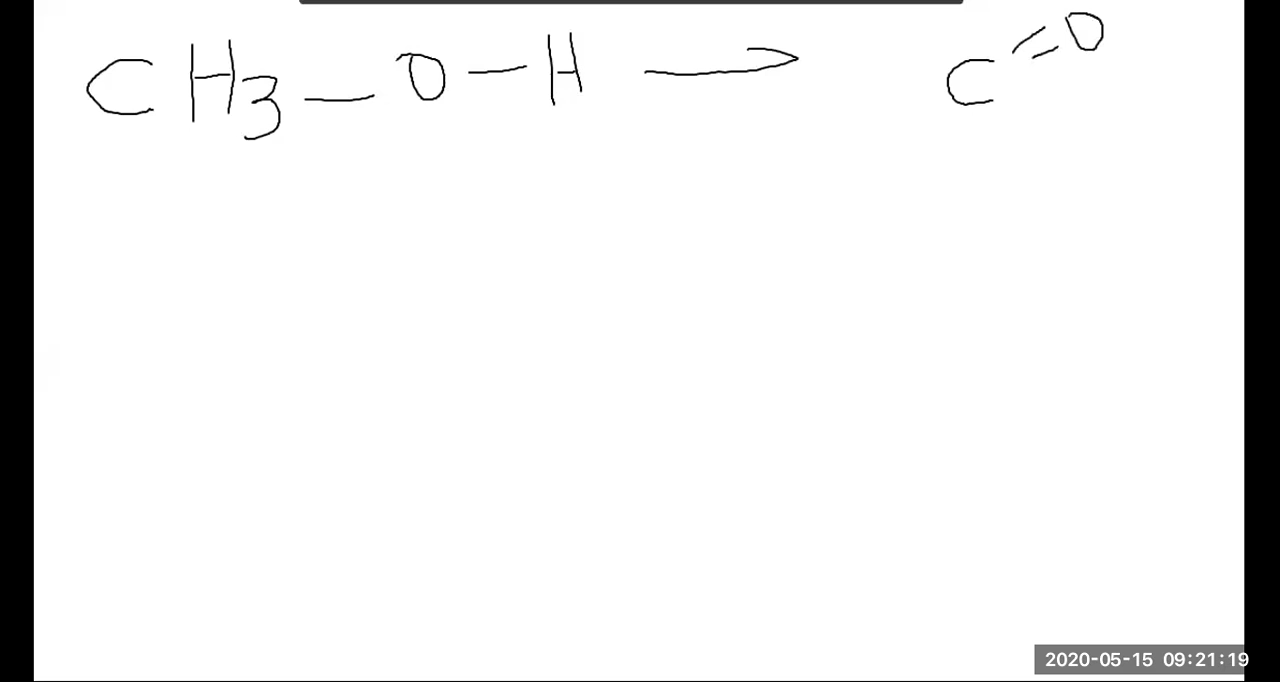 CH3 — O — H ⟶ C = O
2020-05-15 09:21:19